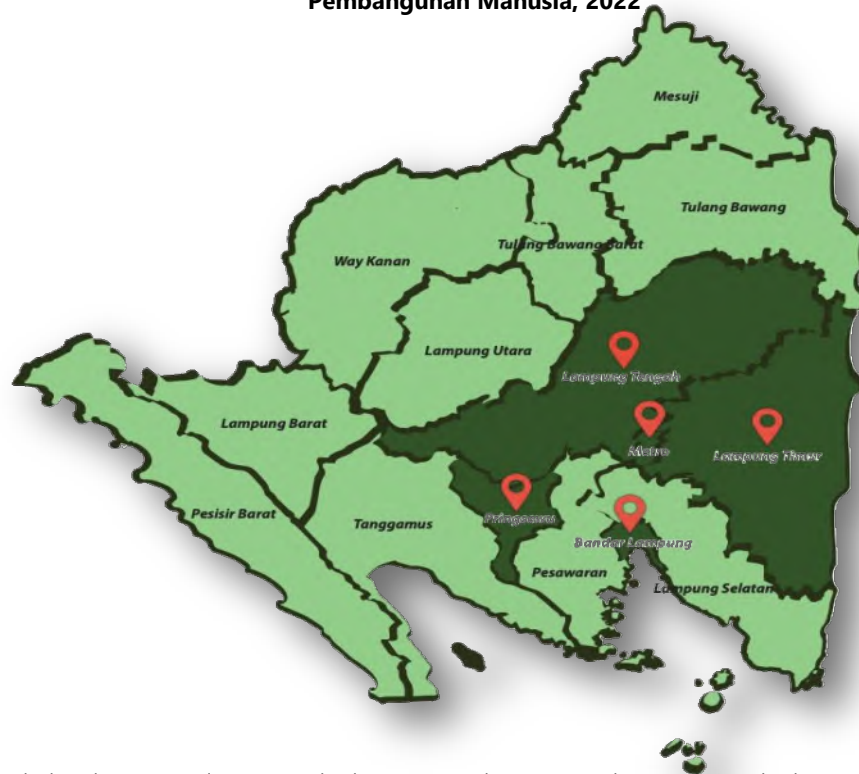 Pembangunan Manusia, 2022
Mesuji
Tulang Bawang
Tulang Bawang Barat
Way Kanan
Lampung Utara
Lampung Tengah
Lampung Barat
Metro
Lampung Timur
Pesisir Barat
Tanggamus
Pringsewu
Bandar Lampung
Pesawaran
Lampung Selatan